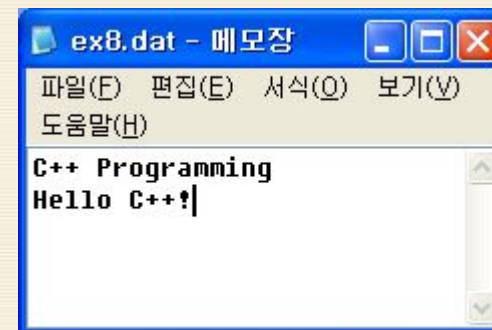 ex8.dat - 메모장
파일(F) 편집(E) 서식(O) 보기(V)
도움말(H)
C++ Programming
Hello C++!